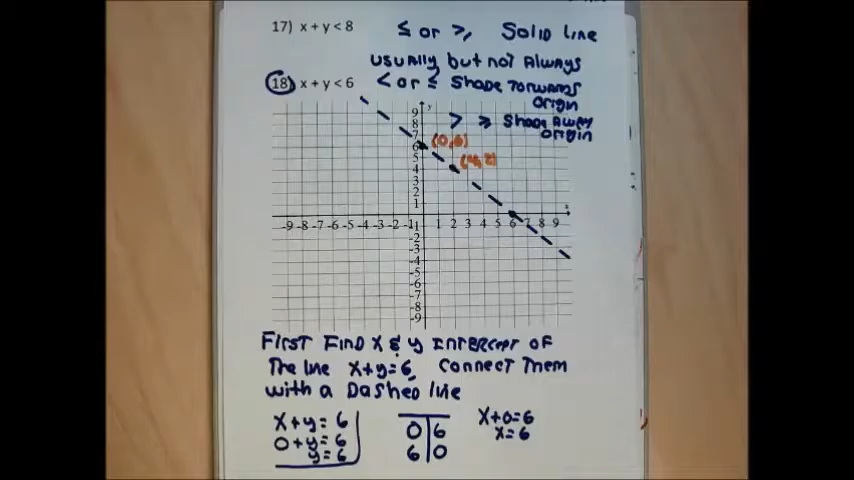 17) x + y < 8
≤ or ≥, Solid Line
usually but not Always
18) x + y < 6
< or ≤ Shade Towards
origin
> ≥ Shade Away
origin
y
9
8
7
6
5
4
3
2
1
(0,6)
(4,2)
x
-9 -8 -7 -6 -5 -4 -3 -2 -1 1 2 3 4 5 6 7 8 9
-1
-2
-3
-4
-5
-6
-7
-8
-9
First Find x & y Intercept of
The line x+y=6, Connect Them
with a Dashed line
x+y=6
0+y=6
y=6
0 6
6 0
x+0=6
x=6